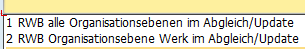 1 RWB alle Organisationsebenen im Abgleich/Update
2 RWB Organisationsebene Werk im Abgleich/Update